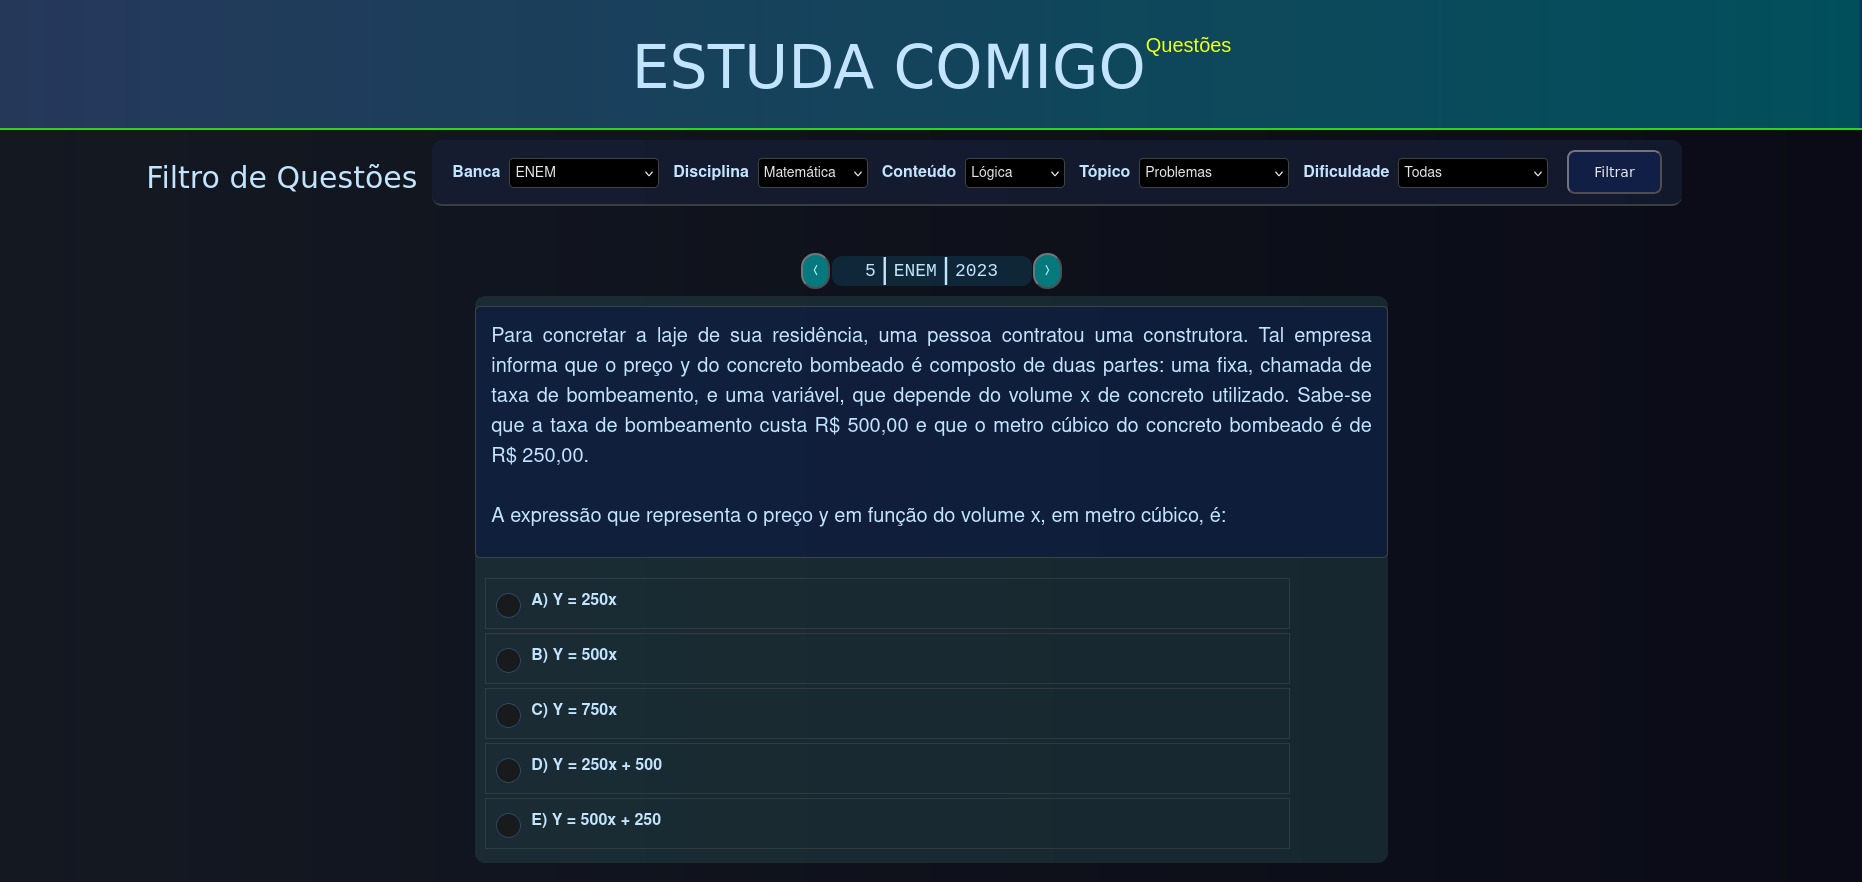 ESTUDA COMIGO Questões
Filtro de Questões Banca ENEM Disciplina Matemática Conteúdo Lógica Tópico Problemas Dificuldade Todas Filtrar
⟨ 5 ENEM 2023 ⟩
Para concretar a laje de sua residência, uma pessoa contratou uma construtora. Tal empresa
informa que o preço y do concreto bombeado é composto de duas partes: uma fixa, chamada de
taxa de bombeamento, e uma variável, que depende do volume x de concreto utilizado. Sabe-se
que a taxa de bombeamento custa R$ 500,00 e que o metro cúbico do concreto bombeado é de
R$ 250,00.
A expressão que representa o preço y em função do volume x, em metro cúbico, é:
A) Y = 250x
B) Y = 500x
C) Y = 750x
D) Y = 250x + 500
E) Y = 500x + 250